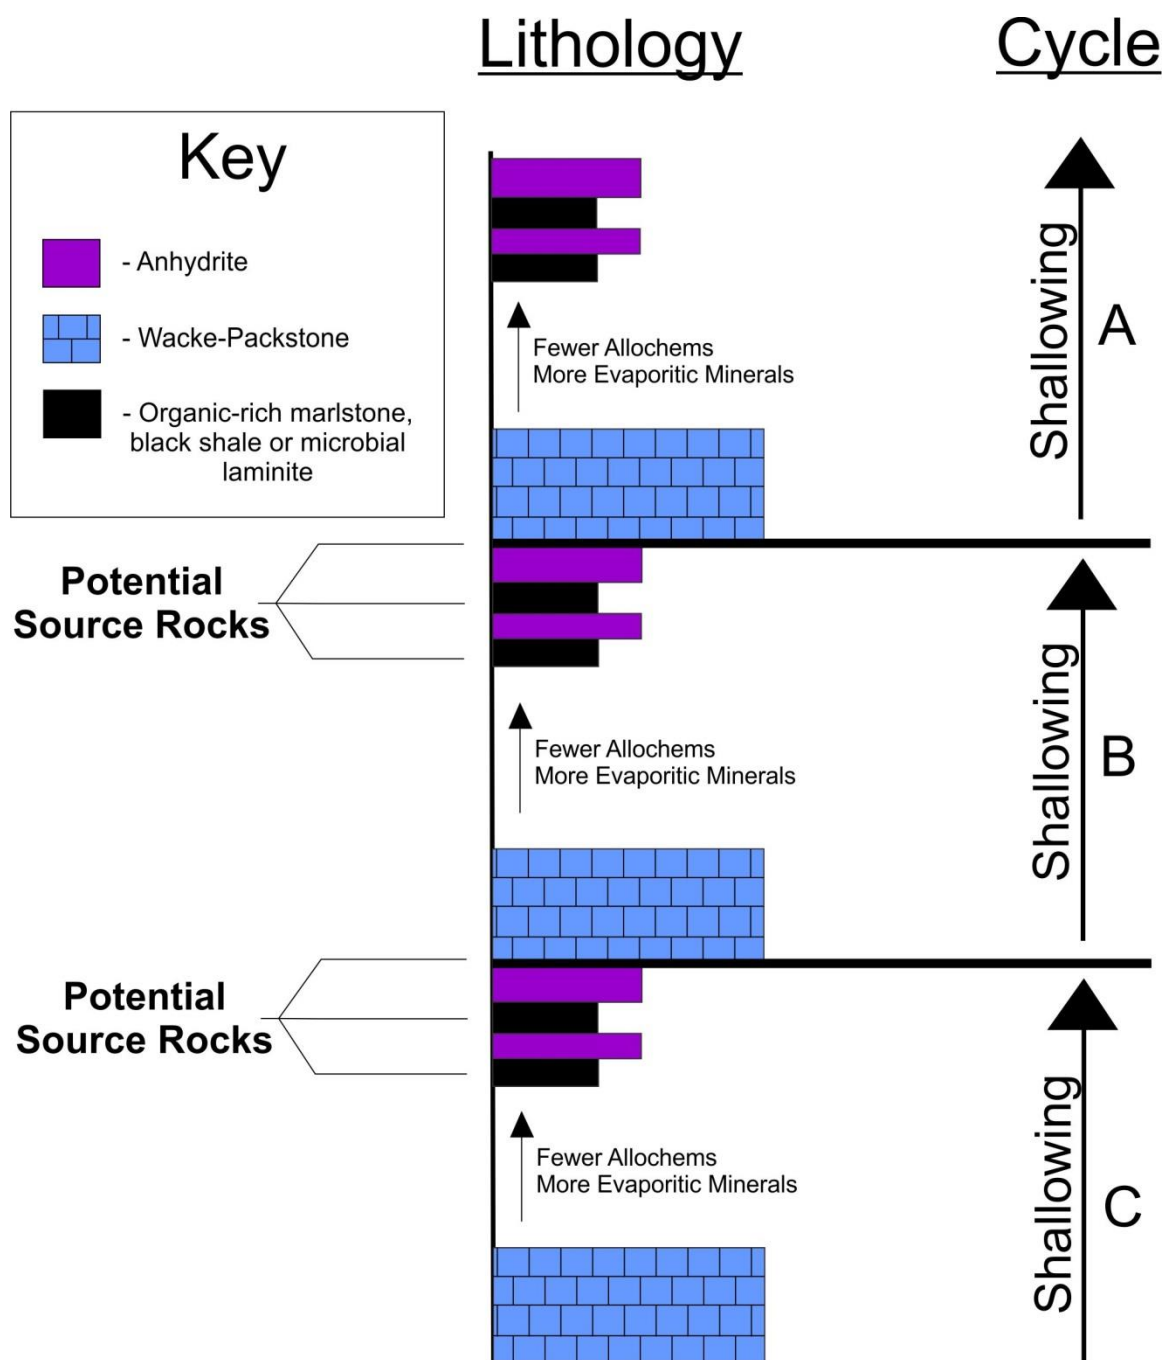 Lithology
Cycle
Key
- Anhydrite
- Wacke-Packstone
- Organic-rich marlstone,
black shale or microbial
laminite
Fewer Allochems
More Evaporitic Minerals
Shallowing
A
Potential
Source Rocks
Fewer Allochems
More Evaporitic Minerals
Shallowing
B
Potential
Source Rocks
Fewer Allochems
More Evaporitic Minerals
Shallowing
C